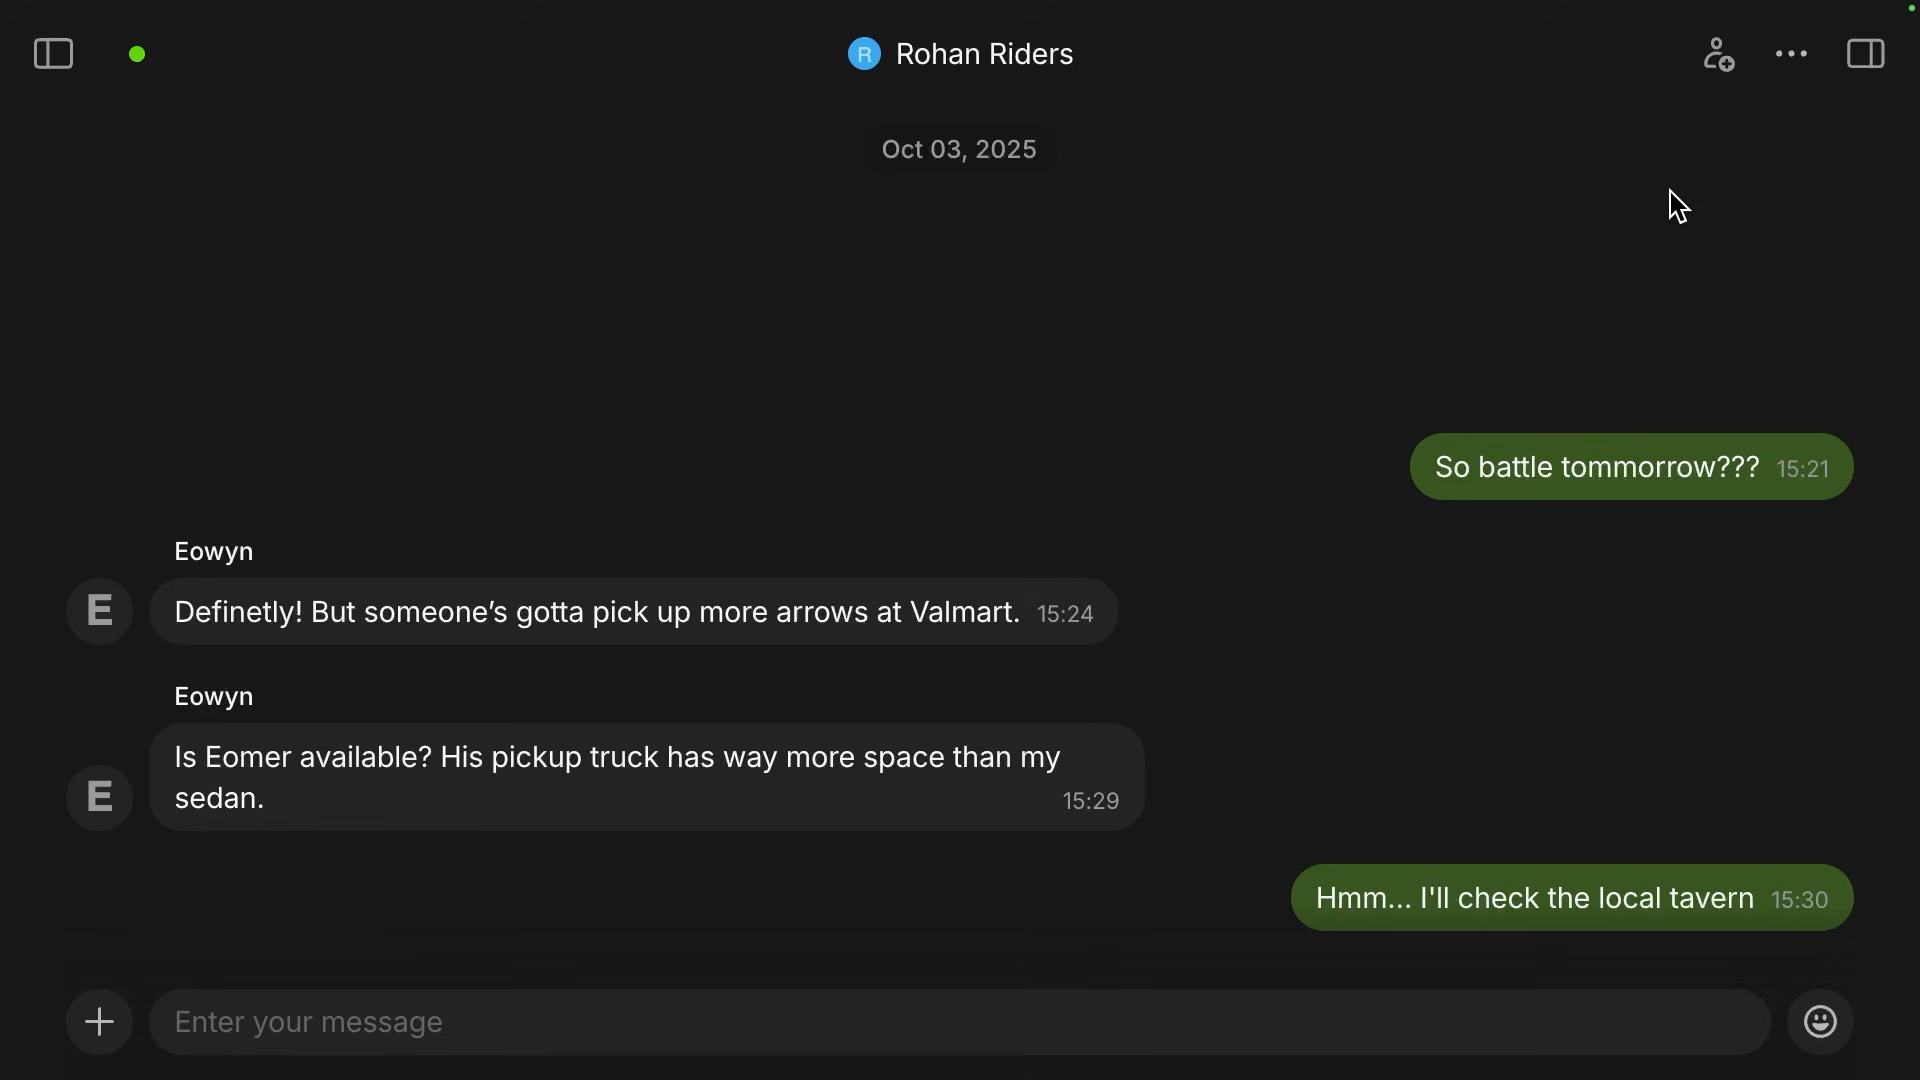 R Rohan Riders
Oct 03, 2025
So battle tommorrow??? 15:21
Eowyn
E Definetly! But someone’s gotta pick up more arrows at Valmart. 15:24
Eowyn
Is Eomer available? His pickup truck has way more space than my
E sedan. 15:29
Hmm... I'll check the local tavern 15:30
Enter your message